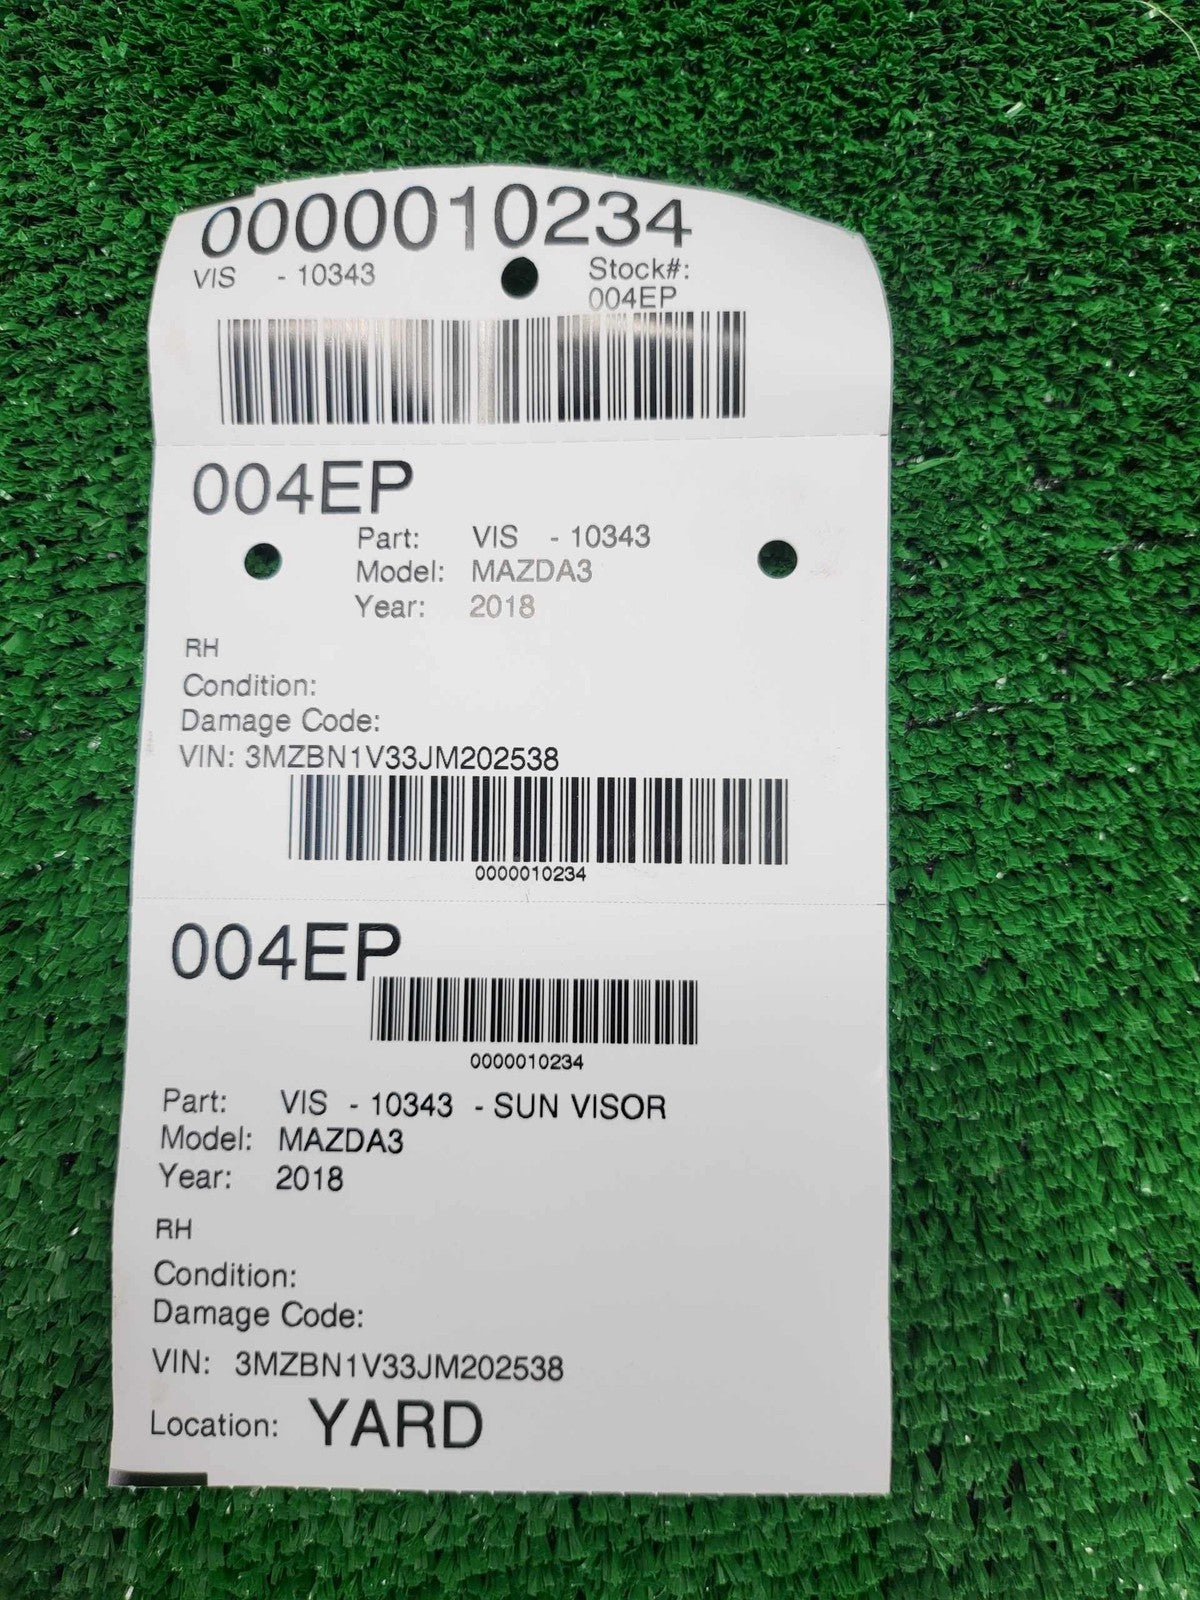 0000010234
VIS - 10343
Stock#:
004EP
004EP
Part: VIS - 10343
Model: MAZDA3
Year: 2018
RH
Condition:
Damage Code:
VIN: 3MZBN1V33JM202538
0000010234
004EP
0000010234
Part: VIS - 10343 - SUN VISOR
Model: MAZDA3
Year: 2018
RH
Condition:
Damage Code:
VIN: 3MZBN1V33JM202538
Location: YARD